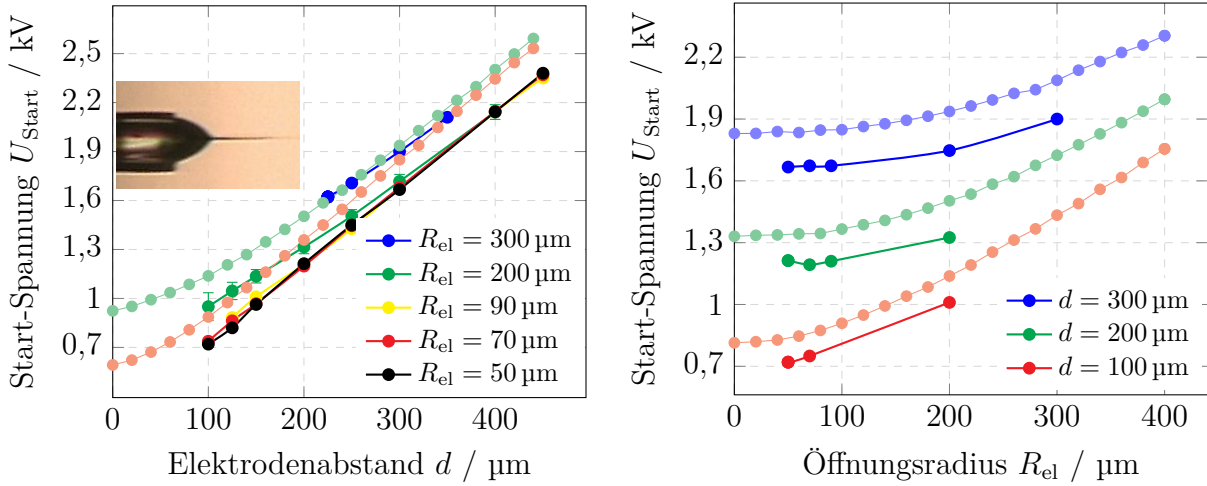 Start-Spannung U_Start / kV
2,5
2,2
1,9
1,6
1,3
1
0,7
R_el = 300 µm
R_el = 200 µm
R_el = 90 µm
R_el = 70 µm
R_el = 50 µm
0 100 200 300 400
Elektrodenabstand d / µm
Start-Spannung U_Start / kV
2,2
1,9
1,6
1,3
1
0,7
d = 300 µm
d = 200 µm
d = 100 µm
0 100 200 300 400
Öffnungsradius R_el / µm